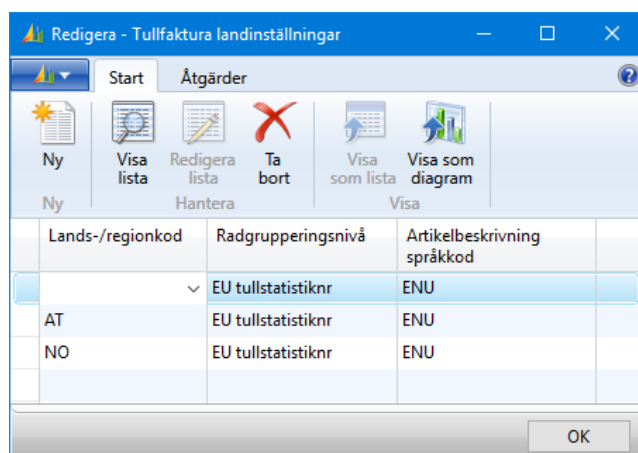 Redigera - Tullfaktura landinställningar
Start Åtgärder
Ny Visa lista Redigera lista Ta bort Visa som lista Visa som diagram
Ny Hantera Visa
Lands-/regionkod Radgrupperingsnivå Artikelbeskrivning språkkod
EU tullstatistiknr ENU
AT EU tullstatistiknr ENU
NO EU tullstatistiknr ENU
OK